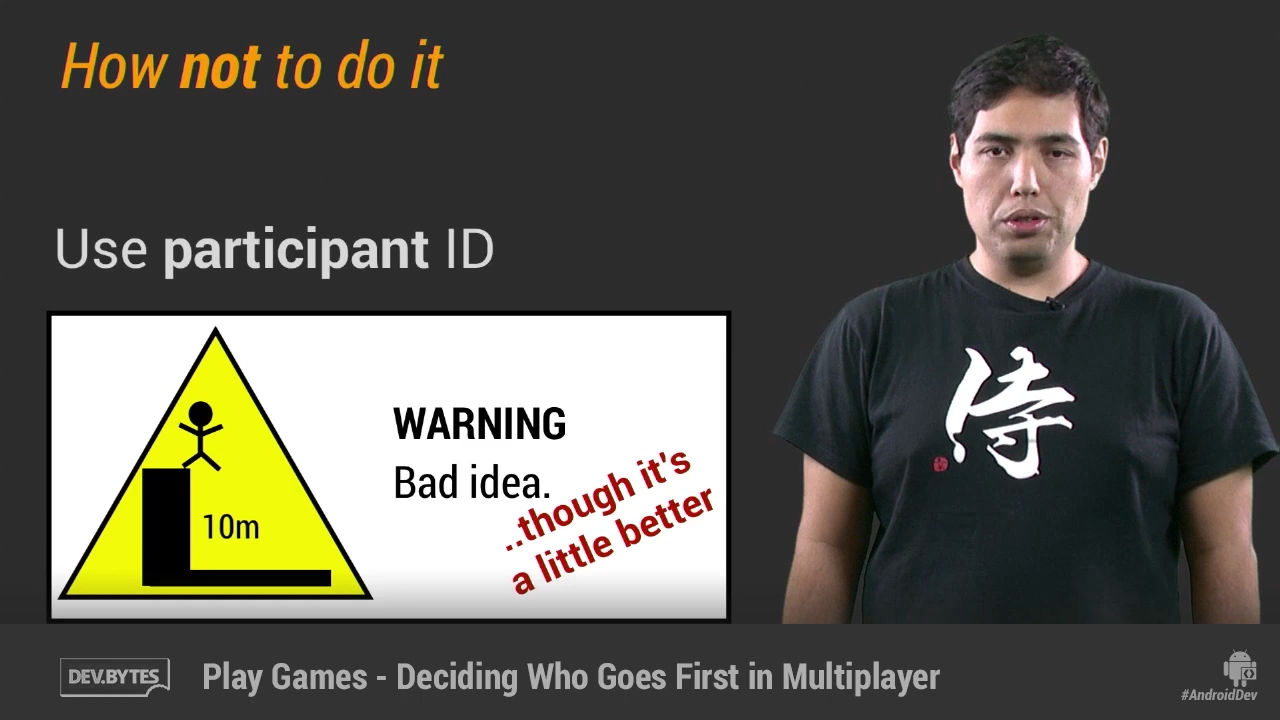 How not to do it
Use participant ID
WARNING
Bad idea.
..though it's
a little better
10m
侍
DEV.BYTES
Play Games - Deciding Who Goes First in Multiplayer
#AndroidDev